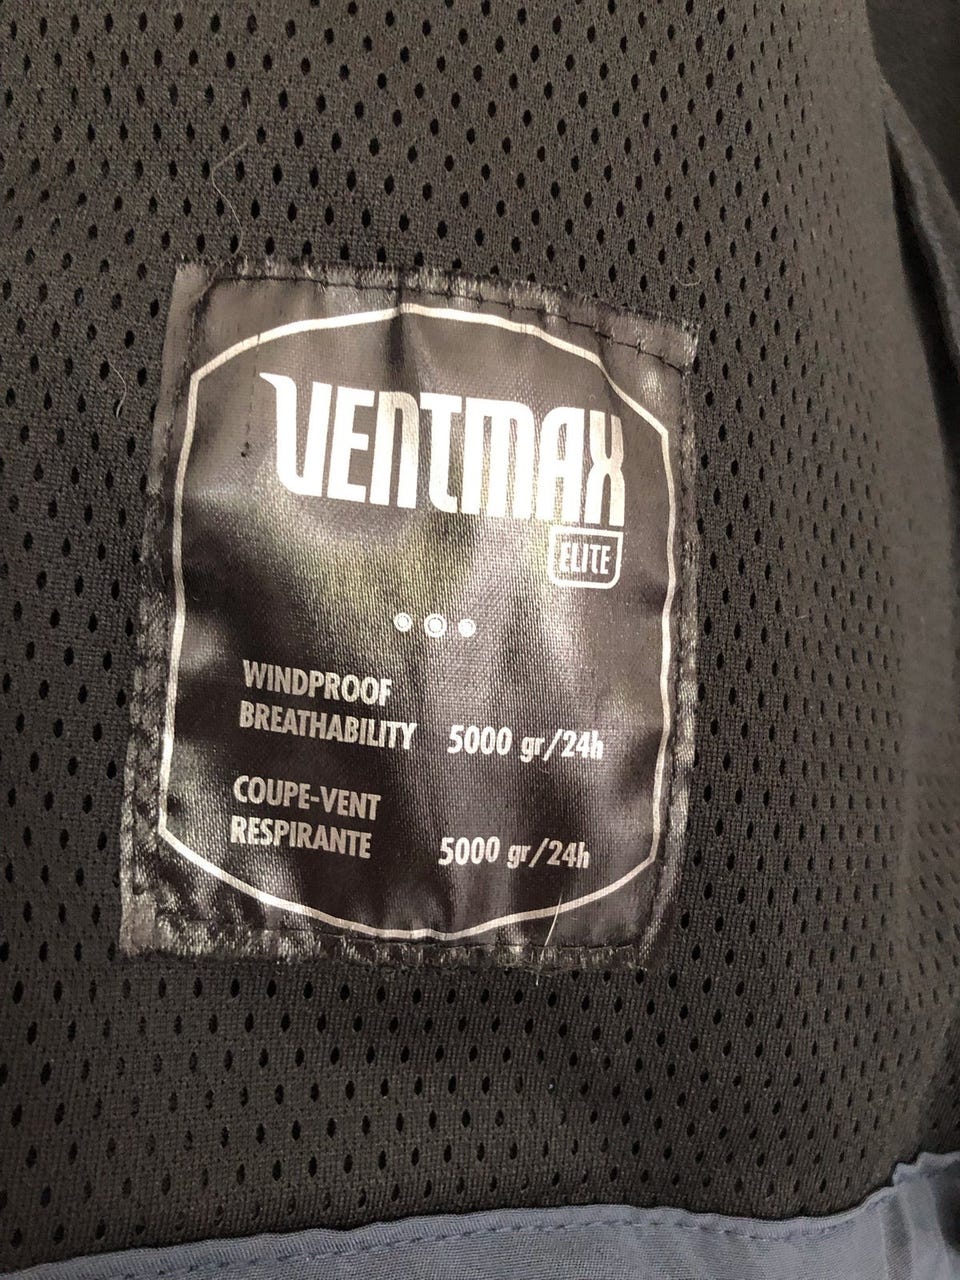 VENTMAX
ELITE
WINDPROOF
BREATHABILITY 5000 gr/24h
COUPE-VENT
RESPIRANTE 5000 gr/24h